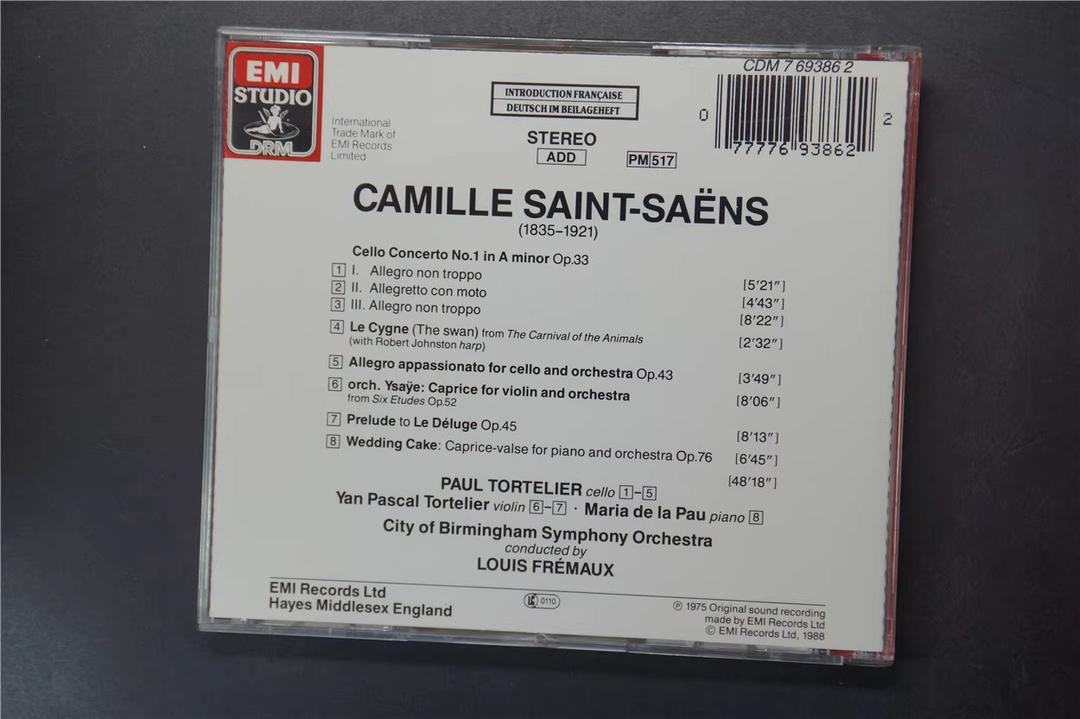 EMI
STUDIO
DRM
International
Trade Mark of
EMI Records
Limited
INTRODUCTION FRANÇAISE
DEUTSCH IM BEILAGEHEFT
STEREO
ADD
PM 517
CDM 7 69386 2
0 77776 93862 2
CAMILLE SAINT-SAËNS
(1835–1921)
Cello Concerto No.1 in A minor Op.33
1 I. Allegro non troppo [5′21″]
2 II. Allegretto con moto [4′43″]
3 III. Allegro non troppo [8′22″]
4 Le Cygne (The swan) from The Carnival of the Animals [2′32″]
(with Robert Johnston harp)
5 Allegro appassionato for cello and orchestra Op.43 [3′49″]
6 orch. Ysaÿe: Caprice for violin and orchestra [8′06″]
from Six Etudes Op.52
7 Prelude to Le Déluge Op.45 [8′13″]
8 Wedding Cake: Caprice-valse for piano and orchestra Op.76 [6′45″]
[48′18″]
PAUL TORTELIER cello 1–5
Yan Pascal Tortelier violin 6–7 · Maria de la Pau piano 8
City of Birmingham Symphony Orchestra
conducted by
LOUIS FRÉMAUX
EMI Records Ltd
Hayes Middlesex England
0110
℗ 1975 Original sound recording
made by EMI Records Ltd
© EMI Records Ltd, 1988